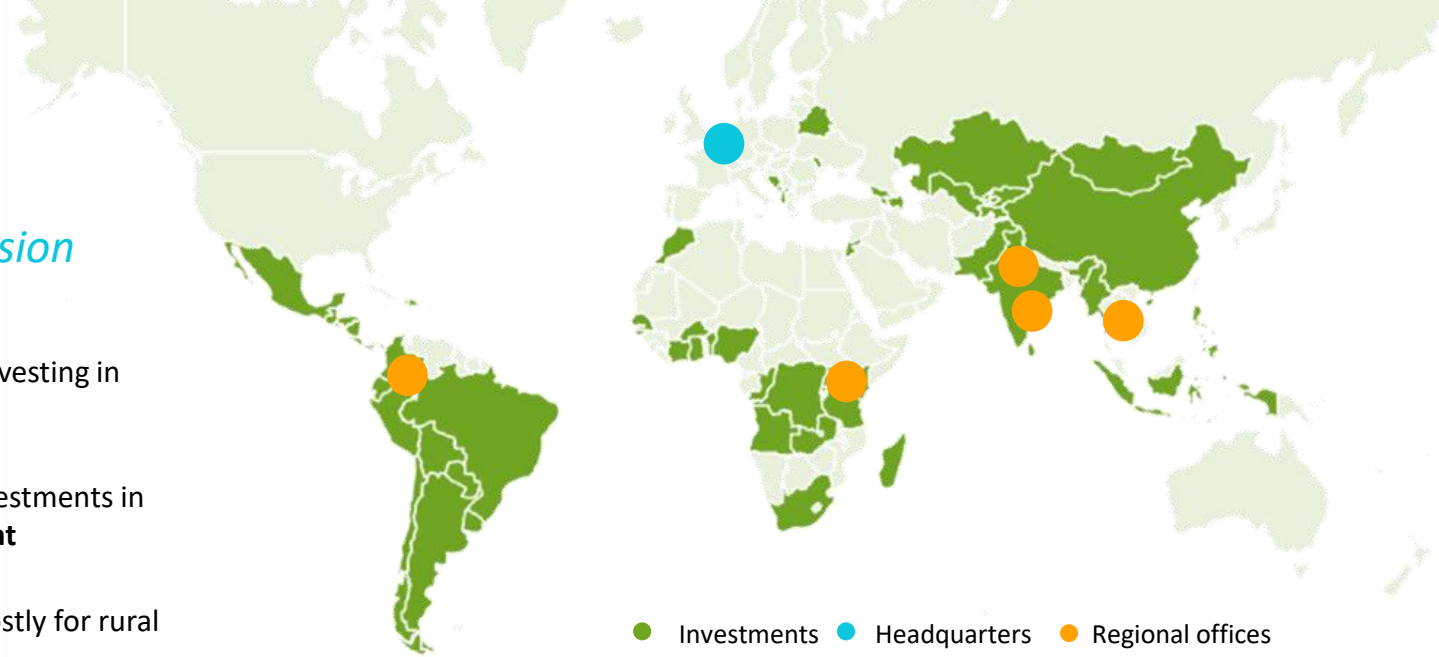 sion
vesting in
estments in
nt
stly for rural
Investments Headquarters Regional offices